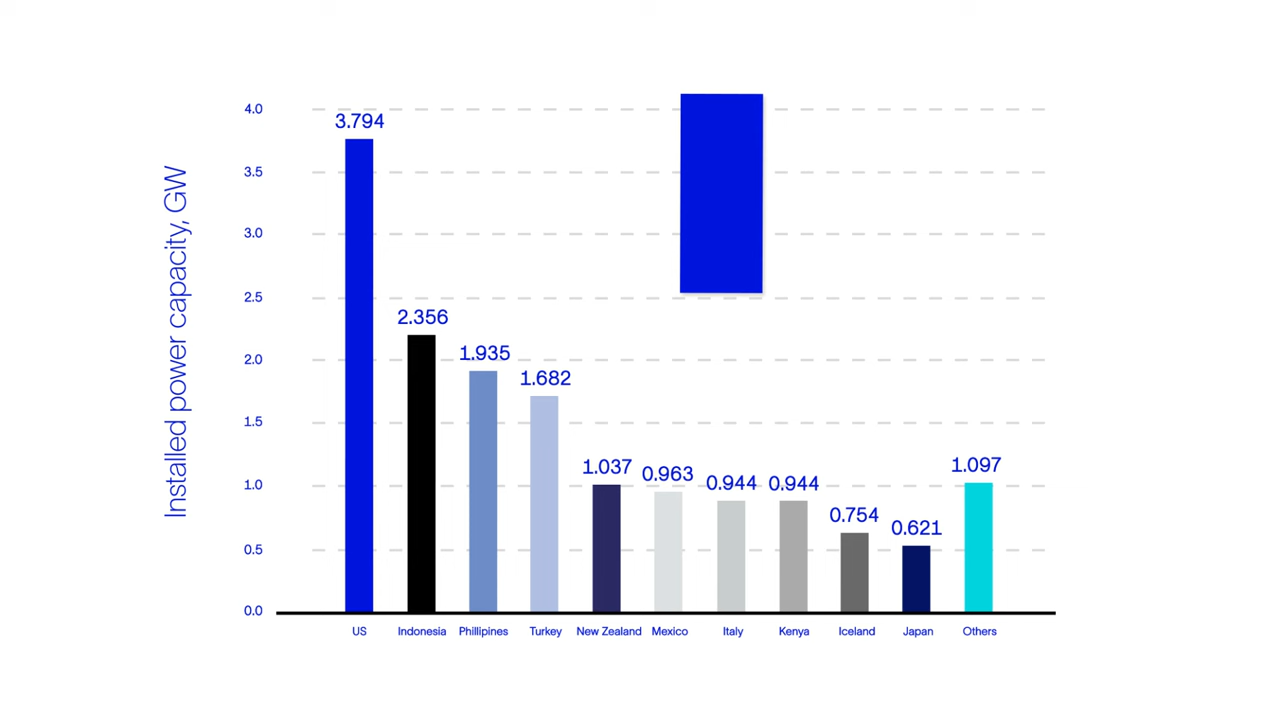 Installed power capacity, GW
4.0
3.5
3.0
2.5
2.0
1.5
1.0
0.5
0.0
3.794
2.356
1.935
1.682
1.037
0.963
0.944
0.944
0.754
0.621
1.097
US
Indonesia
Phillipines
Turkey
New Zealand
Mexico
Italy
Kenya
Iceland
Japan
Others